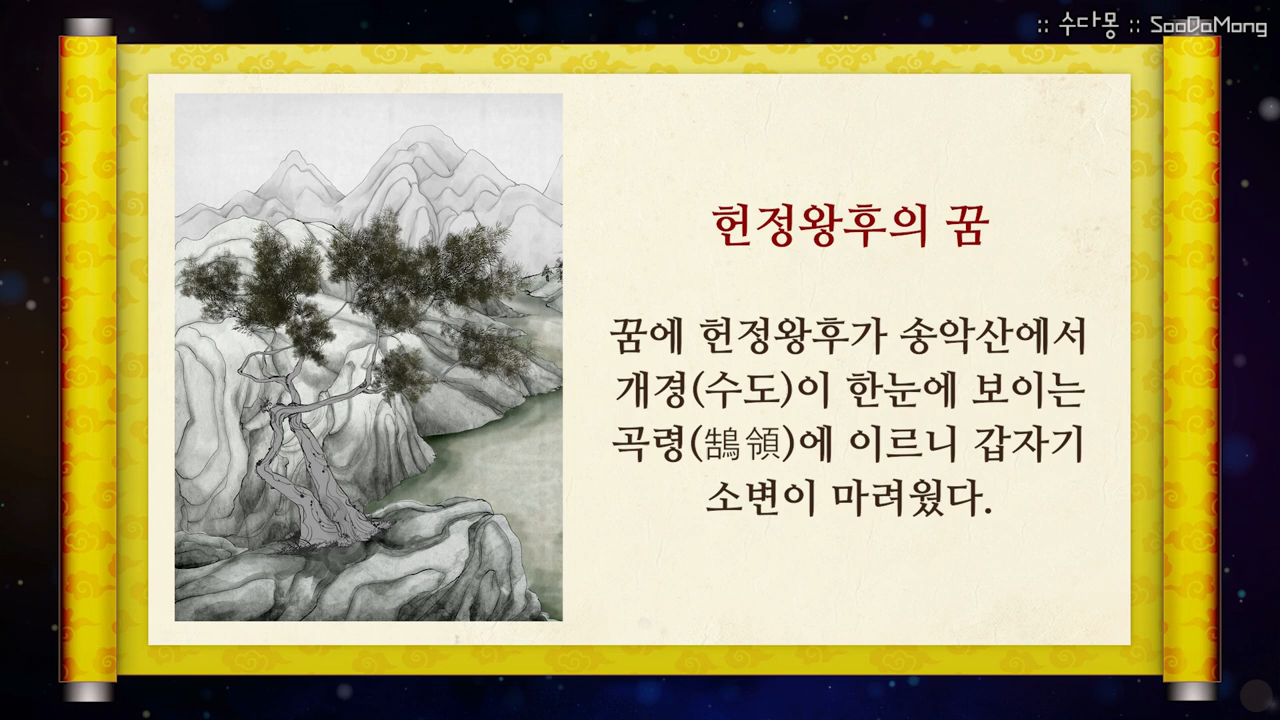 :: 수다몽 :: SooDaMong
헌정왕후의 꿈
꿈에 헌정왕후가 송악산에서
개경(수도)이 한눈에 보이는
곡령(鵠領)에 이르니 갑자기
소변이 마려웠다.